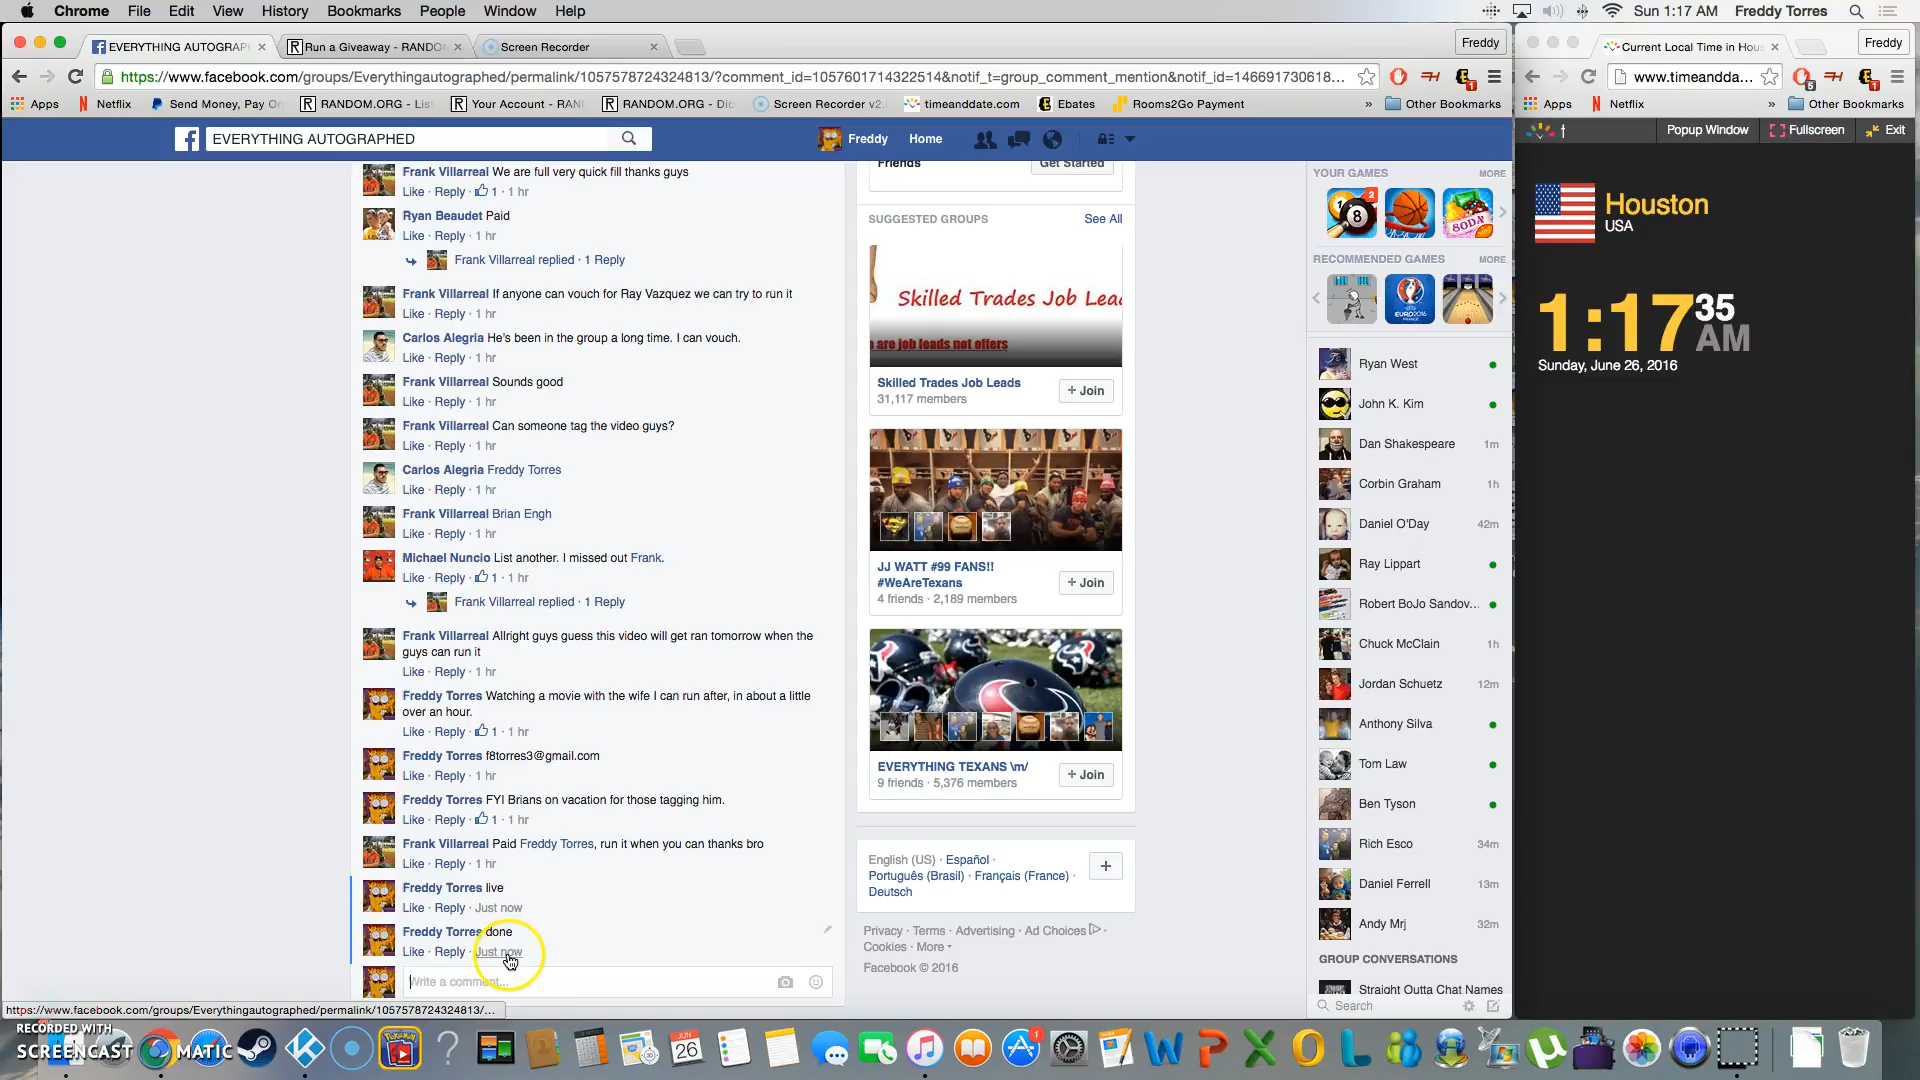 Chrome File Edit View History Bookmarks People Window Help
Sun 1:17 AM Freddy Torres
EVERYTHING AUTOGRAP
Run a Giveaway - RANDO
Screen Recorder
Freddy
https://www.facebook.com/groups/Everythingautographed/permalink/1057578724324813/?comment_id=1057601714322514&notif_t=group_comment_mention&notif_id=146691730618...
Apps Netflix Send Money, Pay On RANDOM.ORG - Lis Your Account - RAN RANDOM.ORG - Dic Screen Recorder v2. timeanddate.com Ebates Rooms2Go Payment » Other Bookmarks
EVERYTHING AUTOGRAPHED
Freddy Home
Frank Villarreal We are full very quick fill thanks guys
Like · Reply · 1 · 1 hr
Ryan Beaudet Paid
Like · Reply · 1 hr
Frank Villarreal replied · 1 Reply
Frank Villarreal If anyone can vouch for Ray Vazquez we can try to run it
Like · Reply · 1 hr
Carlos Alegria He's been in the group a long time. I can vouch.
Like · Reply · 1 hr
Frank Villarreal Sounds good
Like · Reply · 1 hr
Frank Villarreal Can someone tag the video guys?
Like · Reply · 1 hr
Carlos Alegria Freddy Torres
Like · Reply · 1 hr
Frank Villarreal Brian Engh
Like · Reply · 1 hr
Michael Nuncio List another. I missed out Frank.
Like · Reply · 1 · 1 hr
Frank Villarreal replied · 1 Reply
Frank Villarreal Allright guys guess this video will get ran tomorrow when the
guys can run it
Like · Reply · 1 hr
Freddy Torres Watching a movie with the wife I can run after, in about a little
over an hour.
Like · Reply · 1 · 1 hr
Freddy Torres f8torres3@gmail.com
Like · Reply · 1 hr
Freddy Torres FYI Brians on vacation for those tagging him.
Like · Reply · 1 · 1 hr
Frank Villarreal Paid Freddy Torres, run it when you can thanks bro
Like · Reply · 1 hr
Freddy Torres live
Like · Reply · Just now
Freddy Torres done
Like · Reply · Just now
Write a comment...
https://www.facebook.com/groups/Everythingautographed/permalink/1057578724324813/...
Friends
Get Started
SUGGESTED GROUPS See All
Skilled Trades Job Leac
e are job leads not offers
Skilled Trades Job Leads
31,117 members
+ Join
JJ WATT #99 FANS!!
#WeAreTexans
4 friends · 2,189 members
+ Join
EVERYTHING TEXANS \m/
9 friends · 5,376 members
+ Join
English (US) · Español ·
Português (Brasil) · Français (France) ·
Deutsch
+
Privacy · Terms · Advertising · Ad Choices ·
Cookies · More
Facebook © 2016
YOUR GAMES MORE
2
8
SODA
RECOMMENDED GAMES MORE
EURO2016
Ryan West
John K. Kim
Dan Shakespeare 1m
Corbin Graham 1h
Daniel O'Day 42m
Ray Lippart
Robert BoJo Sandov...
Chuck McClain 1h
Jordan Schuetz 12m
Anthony Silva
Tom Law
Ben Tyson
Rich Esco 34m
Daniel Ferrell 13m
Andy Mrj 32m
GROUP CONVERSATIONS
Straight Outta Chat Names
Search
Current Local Time in Hous
Freddy
www.timeandda...
Apps Netflix » Other Bookmarks
t Popup Window Fullscreen Exit
Houston
USA
1:17 35 AM
Sunday, June 26, 2016
RECORDED WITH
SCREENCAST MATIC
JUN
26
1